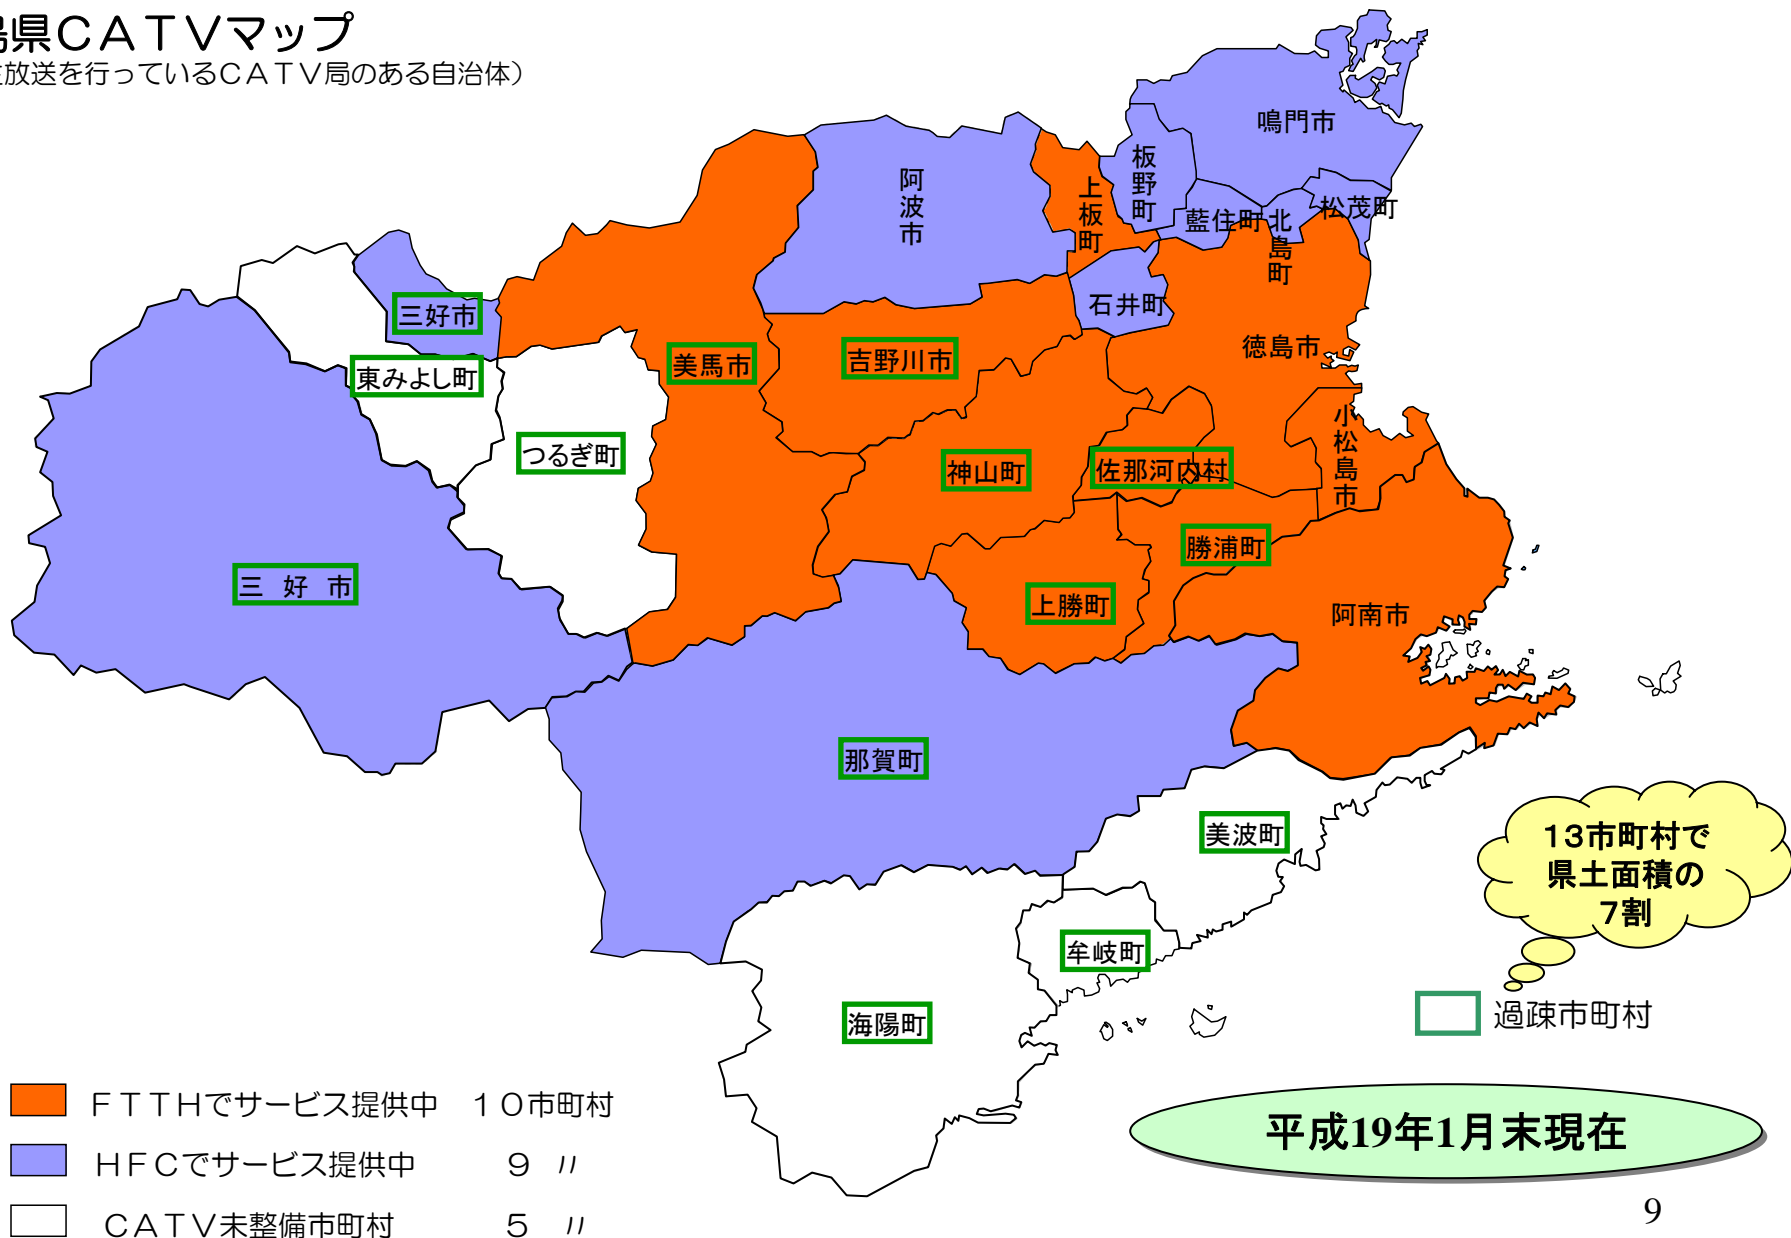 県CATVマップ
放送を行っているCATV局のある自治体）
鳴門市
板野町
阿波市
上板町
藍住町
北島町
松茂町
三好市
石井町
徳島市
美馬市
吉野川市
東みよし町
小松島市
つるぎ町
神山町
佐那河内村
勝浦町
三 好 市
上勝町
阿南市
那賀町
美波町
13市町村で
県土面積の
7割
牟岐町
海陽町
過疎市町村
FTTHでサービス提供中 10市町村
HFCでサービス提供中 9 〃
CATV未整備市町村 5 〃
平成19年1月末現在
9